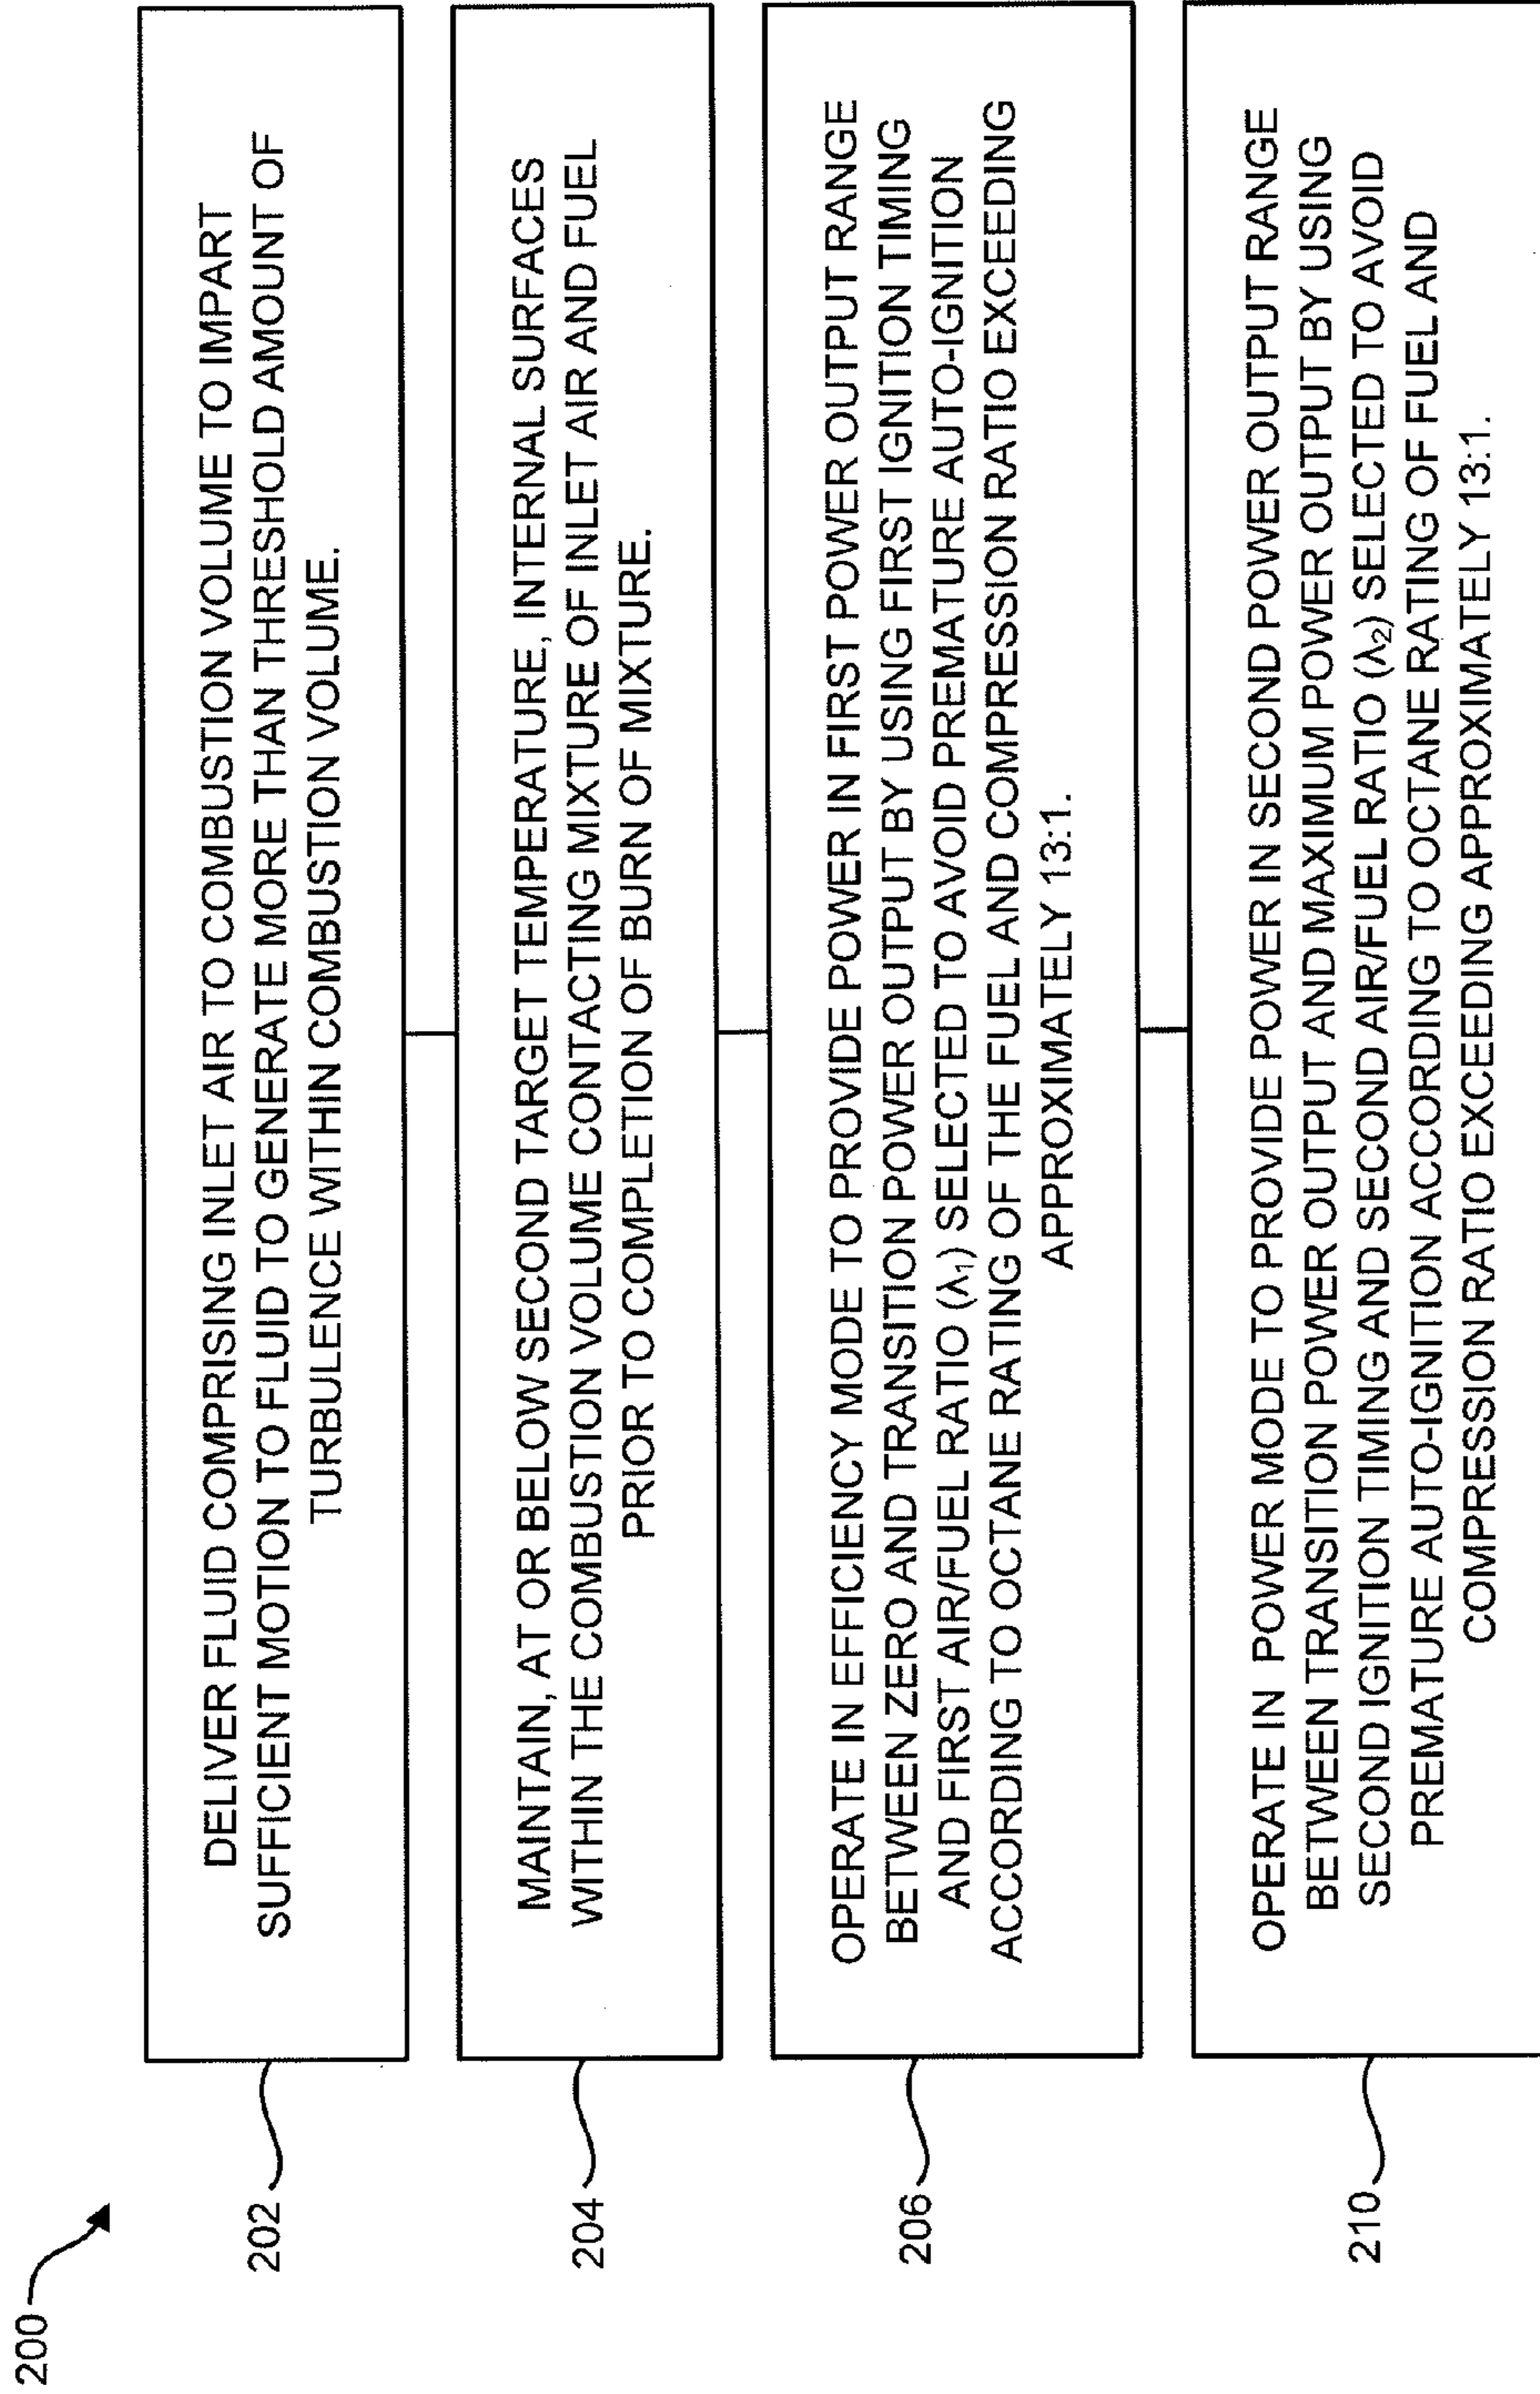 200
202
DELIVER FLUID COMPRISING INLET AIR TO COMBUSTION VOLUME TO IMPART
SUFFICIENT MOTION TO FLUID TO GENERATE MORE THAN THRESHOLD AMOUNT OF
TURBULENCE WITHIN COMBUSTION VOLUME.
204
MAINTAIN, AT OR BELOW SECOND TARGET TEMPERATURE, INTERNAL SURFACES
WITHIN THE COMBUSTION VOLUME CONTACTING MIXTURE OF INLET AIR AND FUEL
PRIOR TO COMPLETION OF BURN OF MIXTURE.
206
OPERATE IN EFFICIENCY MODE TO PROVIDE POWER IN FIRST POWER OUTPUT RANGE
BETWEEN ZERO AND TRANSITION POWER OUTPUT BY USING FIRST IGNITION TIMING
AND FIRST AIR/FUEL RATIO (λ₁) SELECTED TO AVOID PREMATURE AUTO-IGNITION
ACCORDING TO OCTANE RATING OF THE FUEL AND COMPRESSION RATIO EXCEEDING
APPROXIMATELY 13:1.
210
OPERATE IN POWER MODE TO PROVIDE POWER IN SECOND POWER OUTPUT RANGE
BETWEEN TRANSITION POWER OUTPUT AND MAXIMUM POWER OUTPUT BY USING
SECOND IGNITION TIMING AND SECOND AIR/FUEL RATIO (λ₂) SELECTED TO AVOID
PREMATURE AUTO-IGNITION ACCORDING TO OCTANE RATING OF FUEL AND
COMPRESSION RATIO EXCEEDING APPROXIMATELY 13:1.